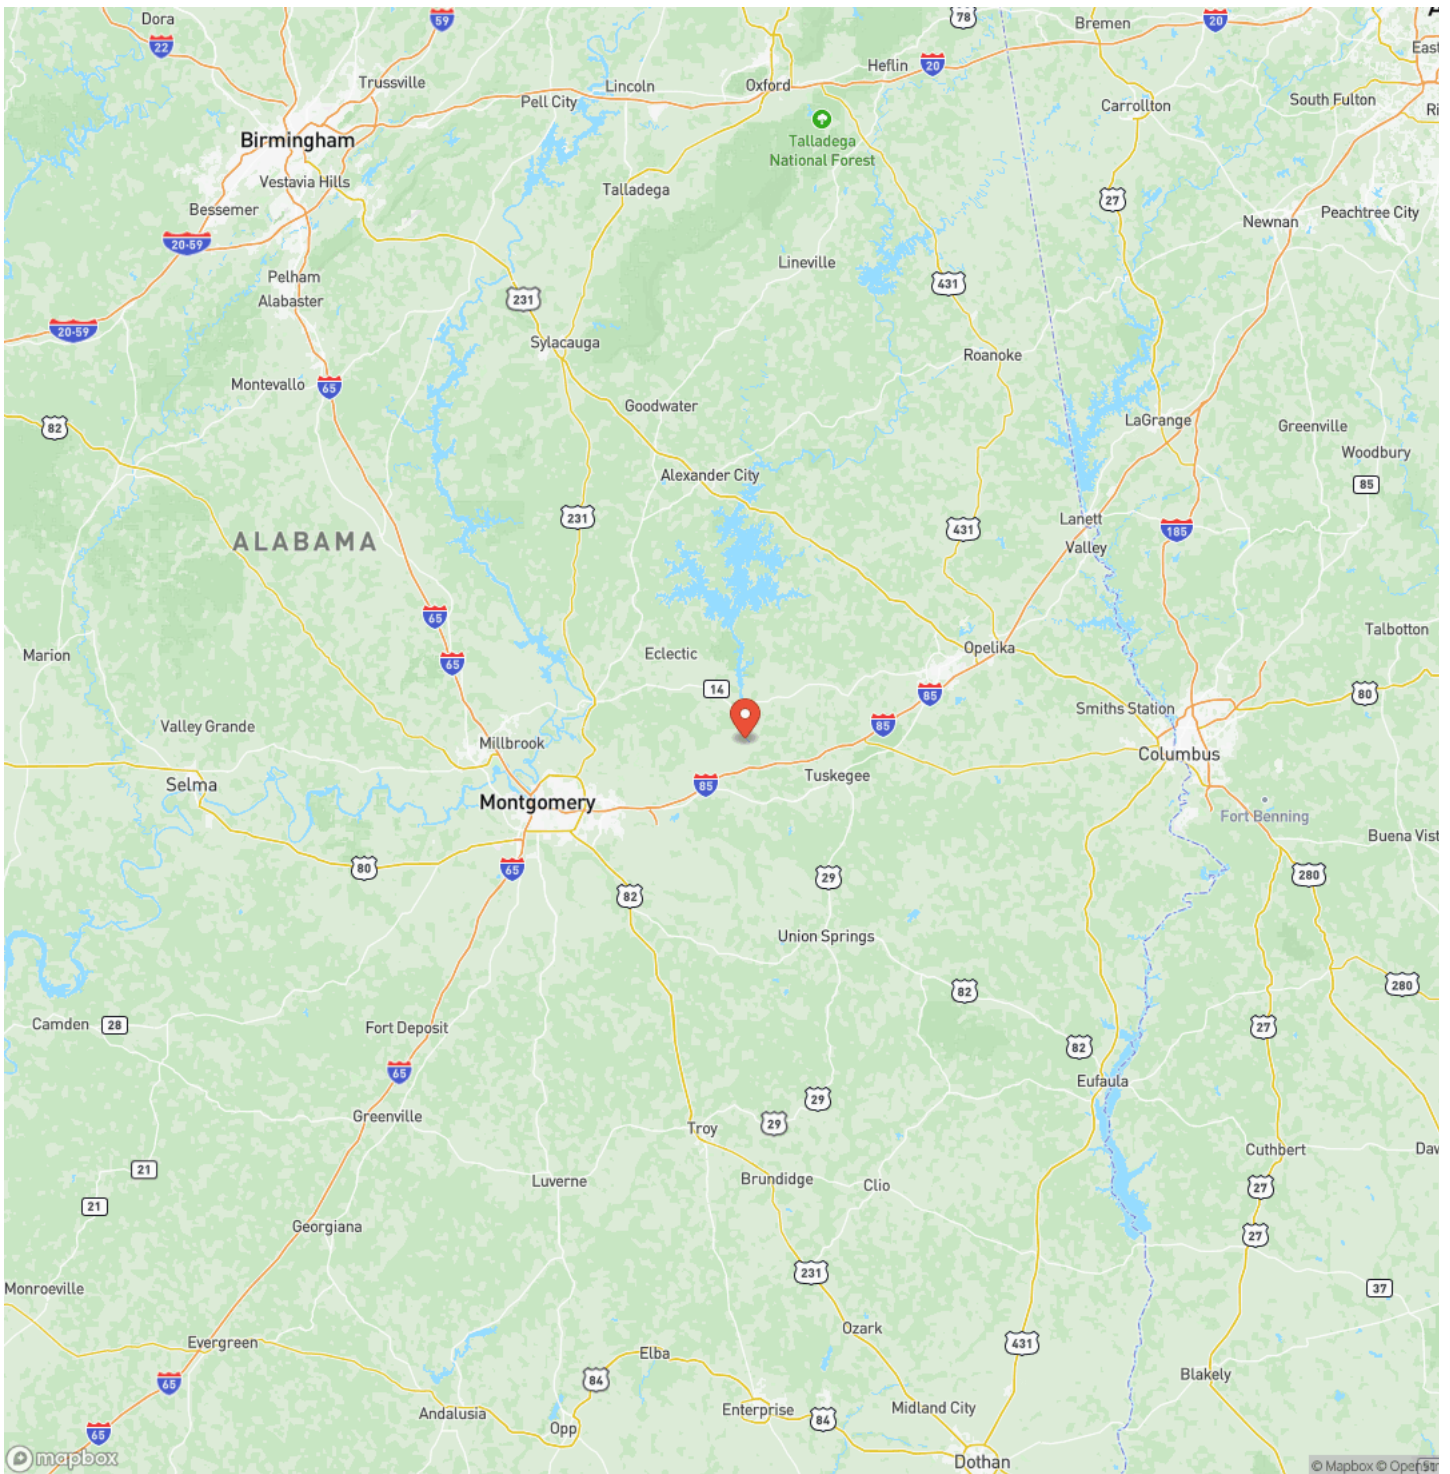 78
Dora
59
Bremen
20
22
East
Trussville
Heflin
20
Lincoln
Oxford
Pell City
Carrollton
South Fulton
Birmingham
Talladega
National Forest
Vestavia Hills
Talladega
27
Bessemer
Newnan
Peachtree City
20-59
Lineville
Pelham
231
431
Alabaster
20-59
Sylacauga
Roanoke
Montevallo
65
Goodwater
LaGrange
82
Greenville
Woodbury
Alexander City
85
231
Lanett
431
185
ALABAMA
Valley
65
Talbotton
Marion
Eclectic
Opelika
65
14
85
80
Smiths Station
Valley Grande
85
Millbrook
Columbus
Selma
85
Tuskegee
Montgomery
Fort Benning
Buena Vist
80
65
29
280
82
Union Springs
82
280
Camden
28
Fort Deposit
27
82
65
Eufaula
29
Greenville
29
Troy
Cuthbert
Daw
21
Luverne
Brundidge
Clio
27
21
Georgiana
27
231
Monroeville
37
Ozark
Evergreen
431
Elba
84
65
Blakely
Andalusia
Enterprise
84
Midland City
Opp
65
Dothan
mapbox
© Mapbox © OpenStr